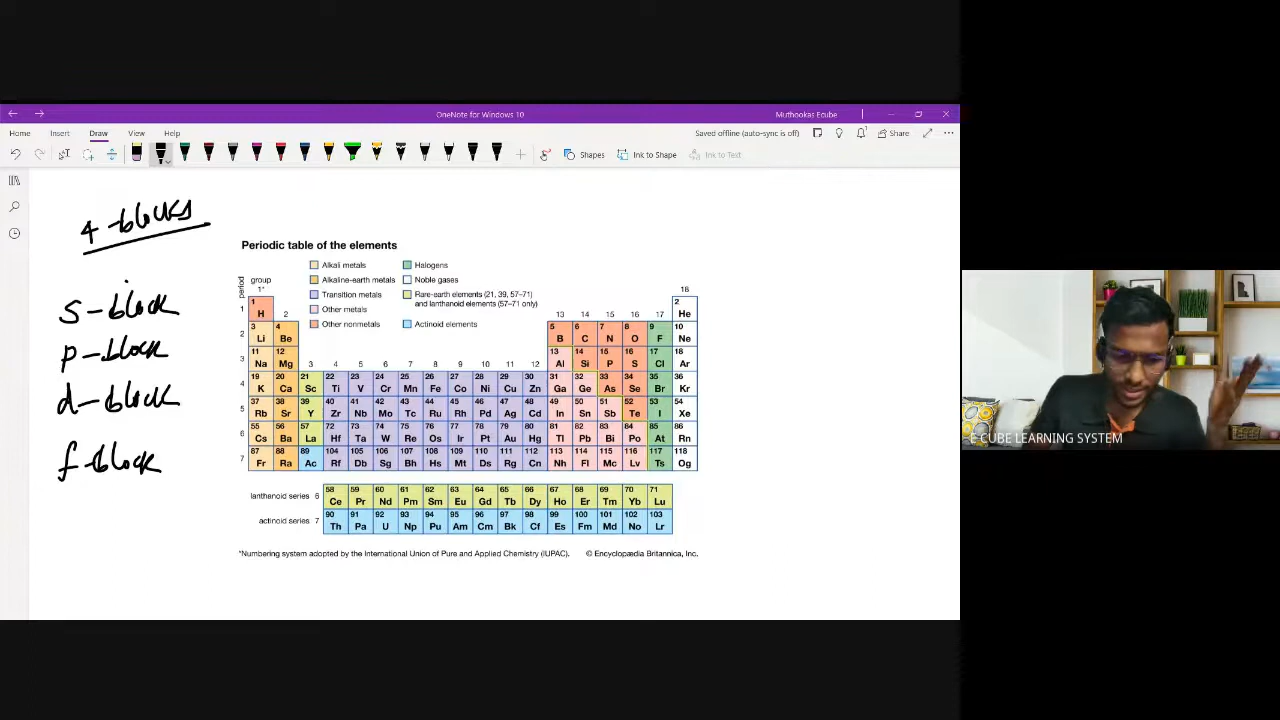 OneNote for Windows 10
Muthookas Ecube
Home Insert Draw View Help
Saved offline (auto-sync is off)
Share
Shapes
Ink to Shape
Ink to Text
4 - blocks
s - block
p - block
d - block
f - block
Periodic table of the elements
Alkali metals
Alkaline-earth metals
Transition metals
Other metals
Other nonmetals
Halogens
Noble gases
Rare-earth elements (21, 39, 57–71)
and lanthanoid elements (57–71 only)
Actinoid elements
period
group
1* 18
1 1 H 2 He
2 13 14 15 16 17
2 3 Li 4 Be 5 B 6 C 7 N 8 O 9 F 10 Ne
3 11 Na 12 Mg 3 4 5 6 7 8 9 10 11 12 13 Al 14 Si 15 P 16 S 17 Cl 18 Ar
4 19 K 20 Ca 21 Sc 22 Ti 23 V 24 Cr 25 Mn 26 Fe 27 Co 28 Ni 29 Cu 30 Zn 31 Ga 32 Ge 33 As 34 Se 35 Br 36 Kr
5 37 Rb 38 Sr 39 Y 40 Zr 41 Nb 42 Mo 43 Tc 44 Ru 45 Rh 46 Pd 47 Ag 48 Cd 49 In 50 Sn 51 Sb 52 Te 53 I 54 Xe
6 55 Cs 56 Ba 57 La 72 Hf 73 Ta 74 W 75 Re 76 Os 77 Ir 78 Pt 79 Au 80 Hg 81 Tl 82 Pb 83 Bi 84 Po 85 At 86 Rn
7 87 Fr 88 Ra 89 Ac 104 Rf 105 Db 106 Sg 107 Bh 108 Hs 109 Mt 110 Ds 111 Rg 112 Cn 113 Nh 114 Fl 115 Mc 116 Lv 117 Ts 118 Og
lanthanoid series 6 58 Ce 59 Pr 60 Nd 61 Pm 62 Sm 63 Eu 64 Gd 65 Tb 66 Dy 67 Ho 68 Er 69 Tm 70 Yb 71 Lu
actinoid series 7 90 Th 91 Pa 92 U 93 Np 94 Pu 95 Am 96 Cm 97 Bk 98 Cf 99 Es 100 Fm 101 Md 102 No 103 Lr
*Numbering system adopted by the International Union of Pure and Applied Chemistry (IUPAC). © Encyclopædia Britannica, Inc.
E CUBE LEARNING SYSTEM